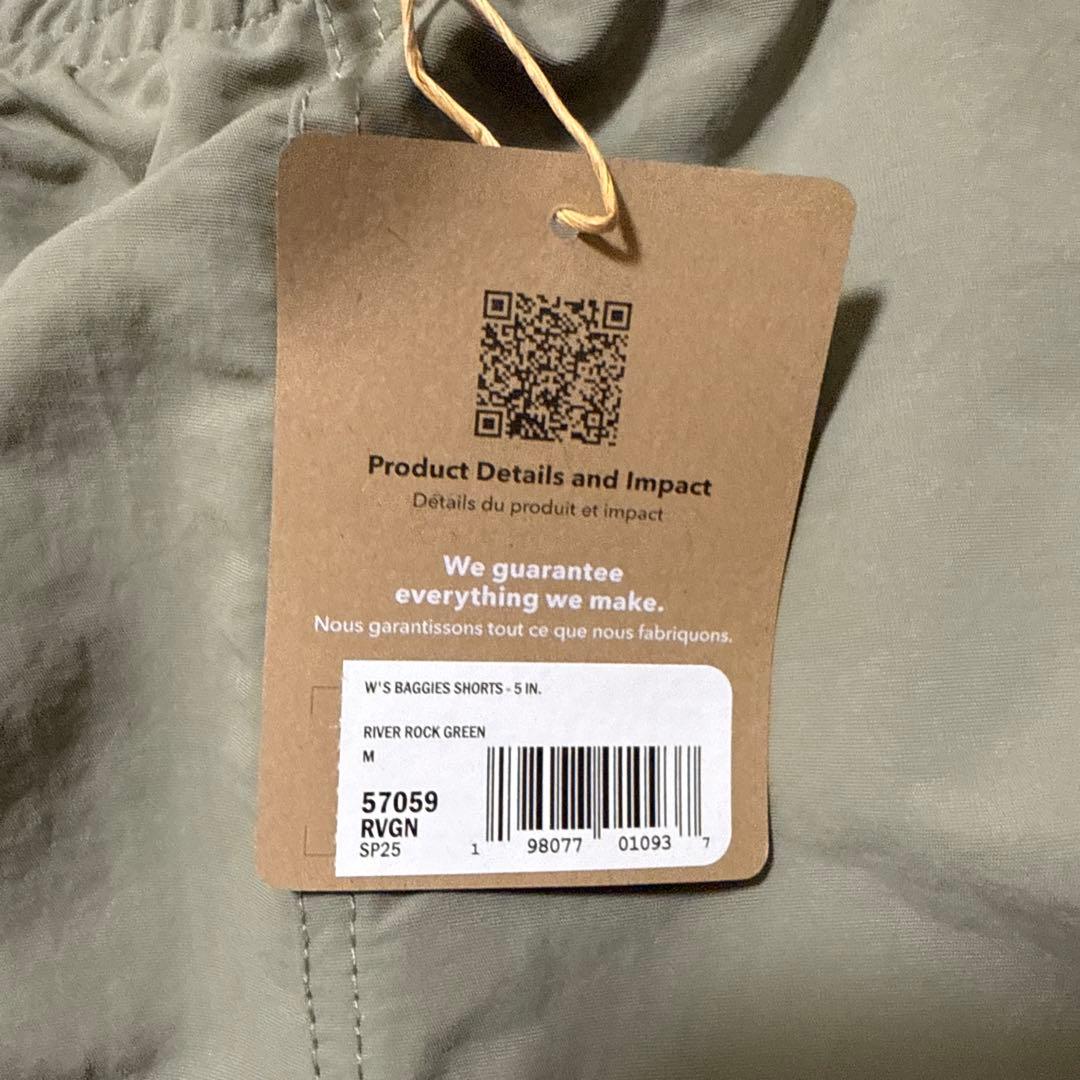 Product Details and Impact
Détails du produit et impact
We guarantee
everything we make.
Nous garantissons tout ce que nous fabriquons.
W'S BAGGIES SHORTS - 5 IN.
RIVER ROCK GREEN
M
57059
RVGN
SP25
1 98077 01093 7